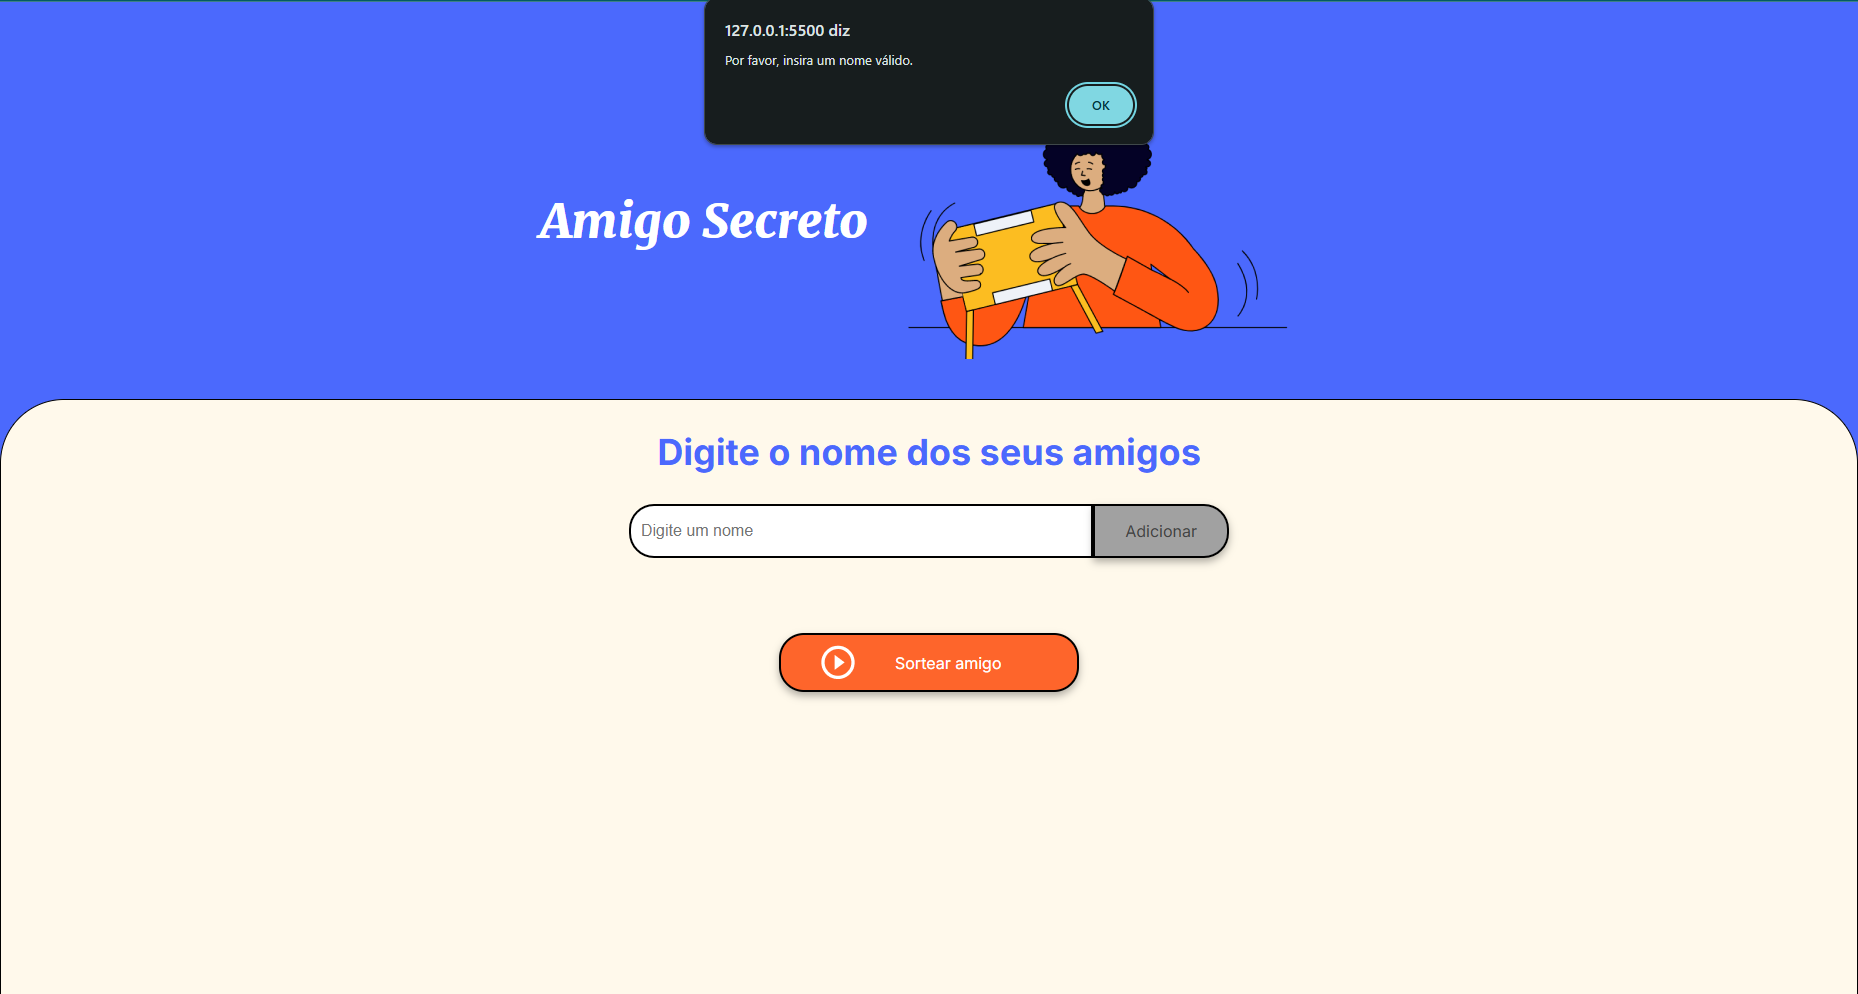 127.0.0.1:5500 diz
Por favor, insira um nome válido.
OK
Amigo Secreto
Digite o nome dos seus amigos
Digite um nome
Adicionar
Sortear amigo